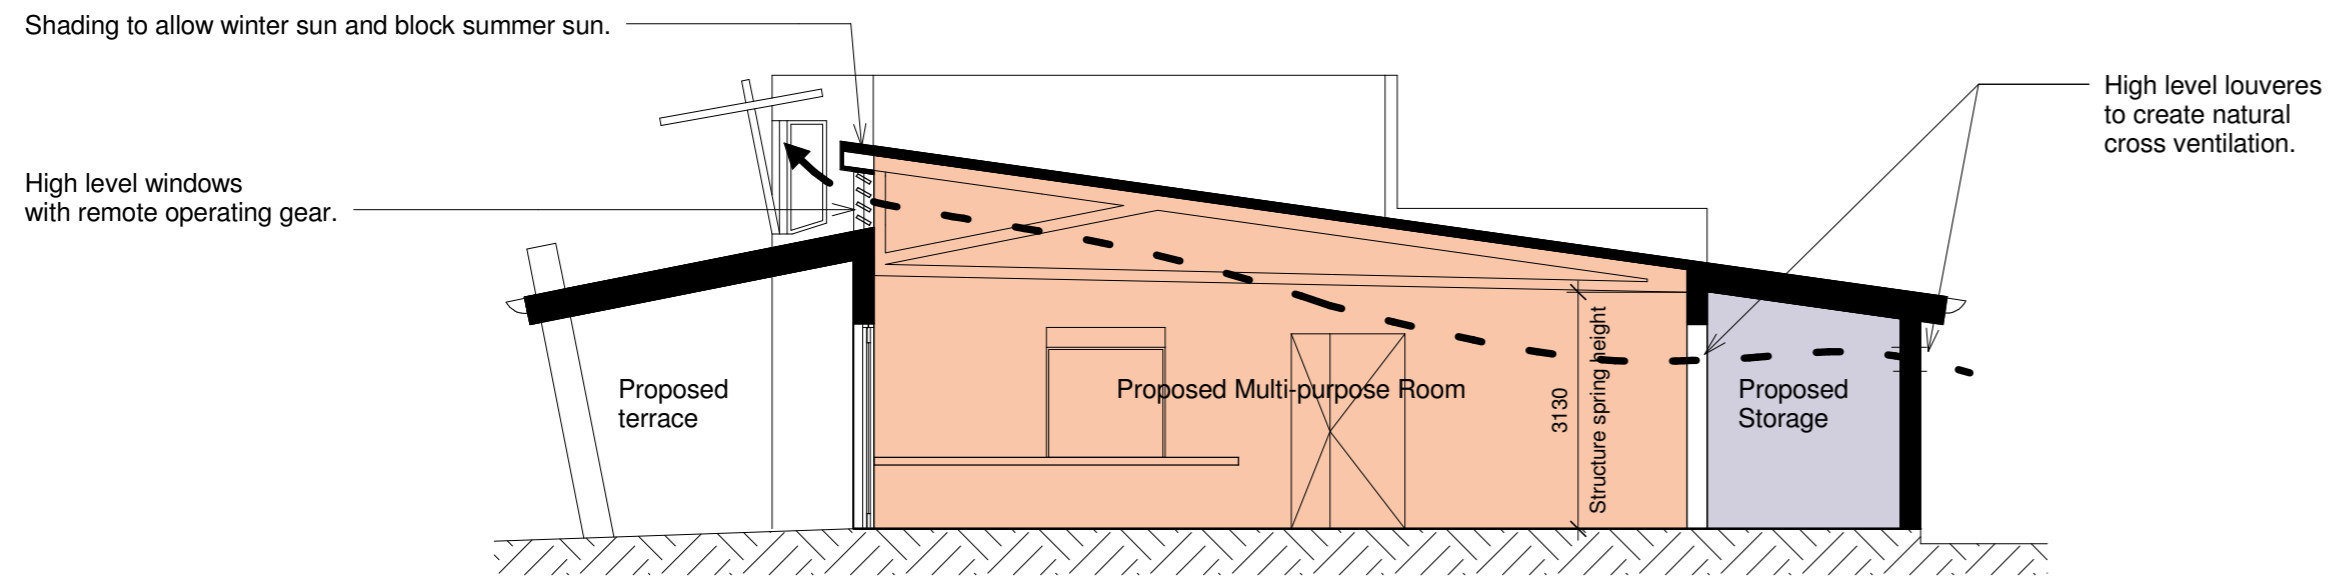 Shading to allow winter sun and block summer sun.
High level louveres
to create natural
cross ventilation.
High level windows
with remote operating gear.
Proposed
terrace
Proposed Multi-purpose Room
3130
Structure spring height
Proposed
Storage